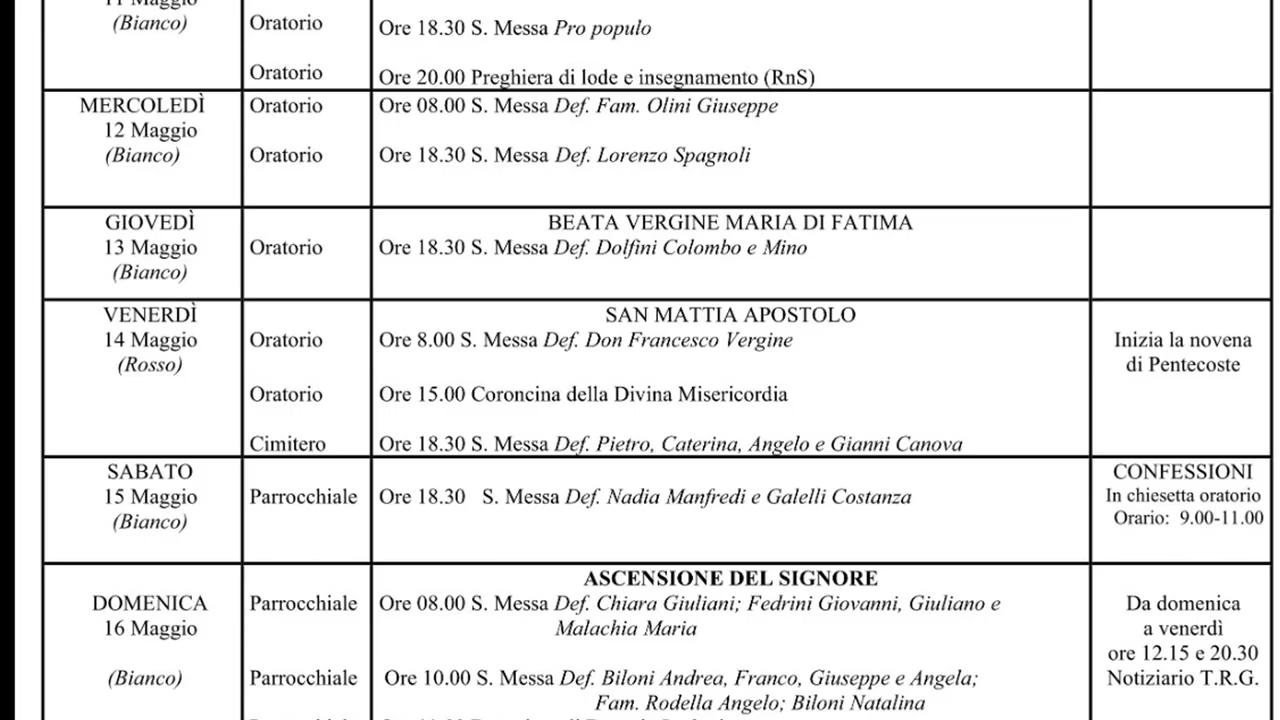 11 Maggio
(Bianco) Oratorio Ore 18.30 S. Messa Pro populo
Oratorio Ore 20.00 Preghiera di lode e insegnamento (RnS)
MERCOLEDÌ Oratorio Ore 08.00 S. Messa Def. Fam. Olini Giuseppe
12 Maggio
(Bianco) Oratorio Ore 18.30 S. Messa Def. Lorenzo Spagnoli
GIOVEDÌ BEATA VERGINE MARIA DI FATIMA
13 Maggio Oratorio Ore 18.30 S. Messa Def. Dolfini Colombo e Mino
(Bianco)
VENERDÌ SAN MATTIA APOSTOLO
14 Maggio Oratorio Ore 8.00 S. Messa Def. Don Francesco Vergine Inizia la novena
(Rosso) di Pentecoste
Oratorio Ore 15.00 Coroncina della Divina Misericordia
Cimitero Ore 18.30 S. Messa Def. Pietro, Caterina, Angelo e Gianni Canova
SABATO CONFESSIONI
15 Maggio Parrocchiale Ore 18.30 S. Messa Def. Nadia Manfredi e Galelli Costanza In chiesetta oratorio
(Bianco) Orario: 9.00-11.00
ASCENSIONE DEL SIGNORE
DOMENICA Parrocchiale Ore 08.00 S. Messa Def. Chiara Giuliani; Fedrini Giovanni, Giuliano e Da domenica
16 Maggio Malachia Maria a venerdì
ore 12.15 e 20.30
(Bianco) Parrocchiale Ore 10.00 S. Messa Def. Biloni Andrea, Franco, Giuseppe e Angela; Notiziario T.R.G.
Fam. Rodella Angelo; Biloni Natalina